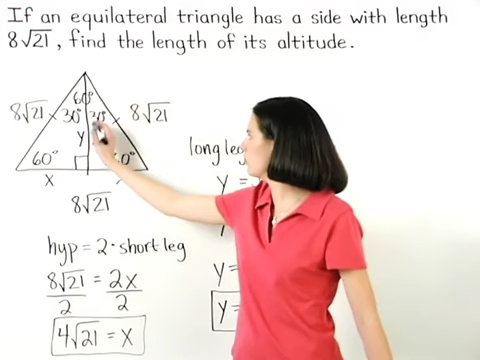 If an equilateral triangle has a side with length
8√21, find the length of its altitude.
60°
8√21 30° 30° 8√21
y
60° 60°
x
8√21
long leg
y =
hyp = 2·short leg
8√21 = 2x
2 2
y =
4√21 = x
y =